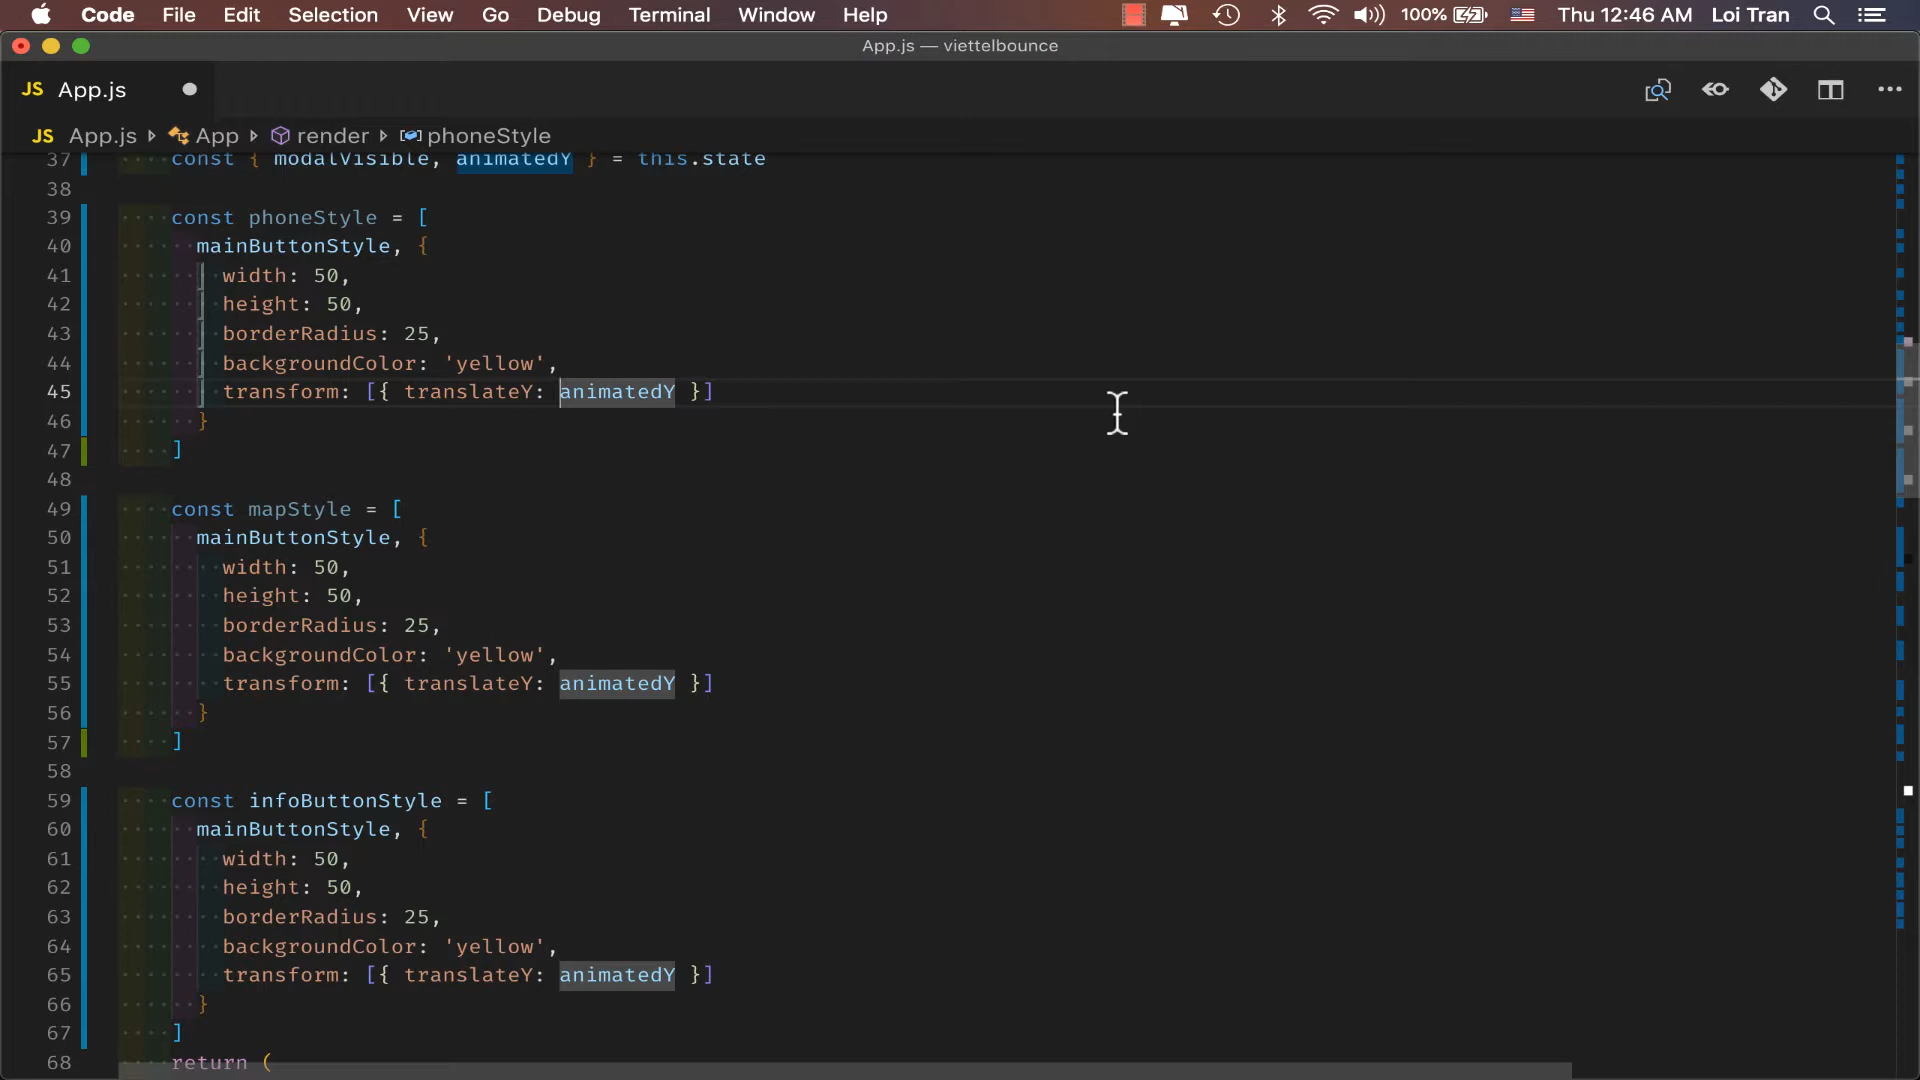 Code File Edit Selection View Go Debug Terminal Window Help 100% Thu 12:46 AM Loi Tran
App.js — viettelbounce
JS App.js
JS App.js App render phoneStyle
37 const { modalVisible, animatedY } = this.state
38
39 const phoneStyle = [
40 mainButtonStyle, {
41 width: 50,
42 height: 50,
43 borderRadius: 25,
44 backgroundColor: 'yellow',
45 transform: [{ translateY: animatedY }]
46 }
47 ]
48
49 const mapStyle = [
50 mainButtonStyle, {
51 width: 50,
52 height: 50,
53 borderRadius: 25,
54 backgroundColor: 'yellow',
55 transform: [{ translateY: animatedY }]
56 }
57 ]
58
59 const infoButtonStyle = [
60 mainButtonStyle, {
61 width: 50,
62 height: 50,
63 borderRadius: 25,
64 backgroundColor: 'yellow',
65 transform: [{ translateY: animatedY }]
66 }
67 ]
68 return (